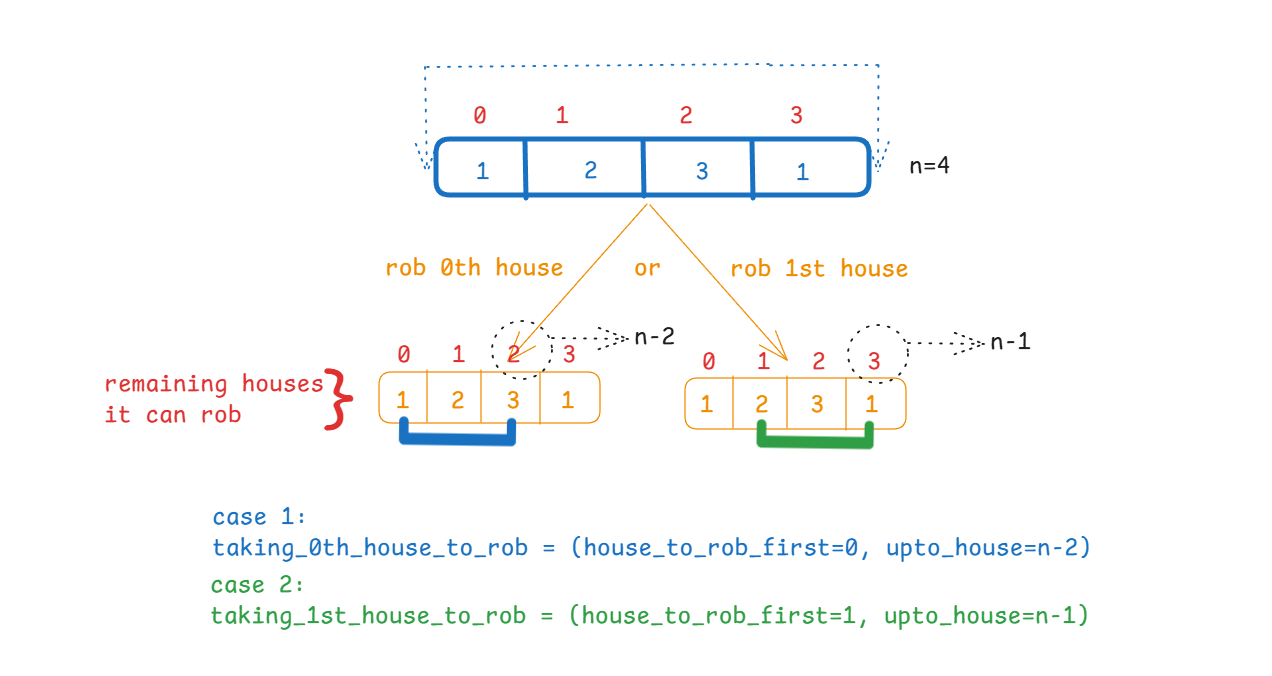 0 1 2 3
1 2 3 1 n=4
rob 0th house or rob 1st house
n-2
n-1
0 1 2 3
0 1 2 3
remaining houses
it can rob
1 2 3 1
1 2 3 1
case 1:
taking_0th_house_to_rob = (house_to_rob_first=0, upto_house=n-2)
case 2:
taking_1st_house_to_rob = (house_to_rob_first=1, upto_house=n-1)